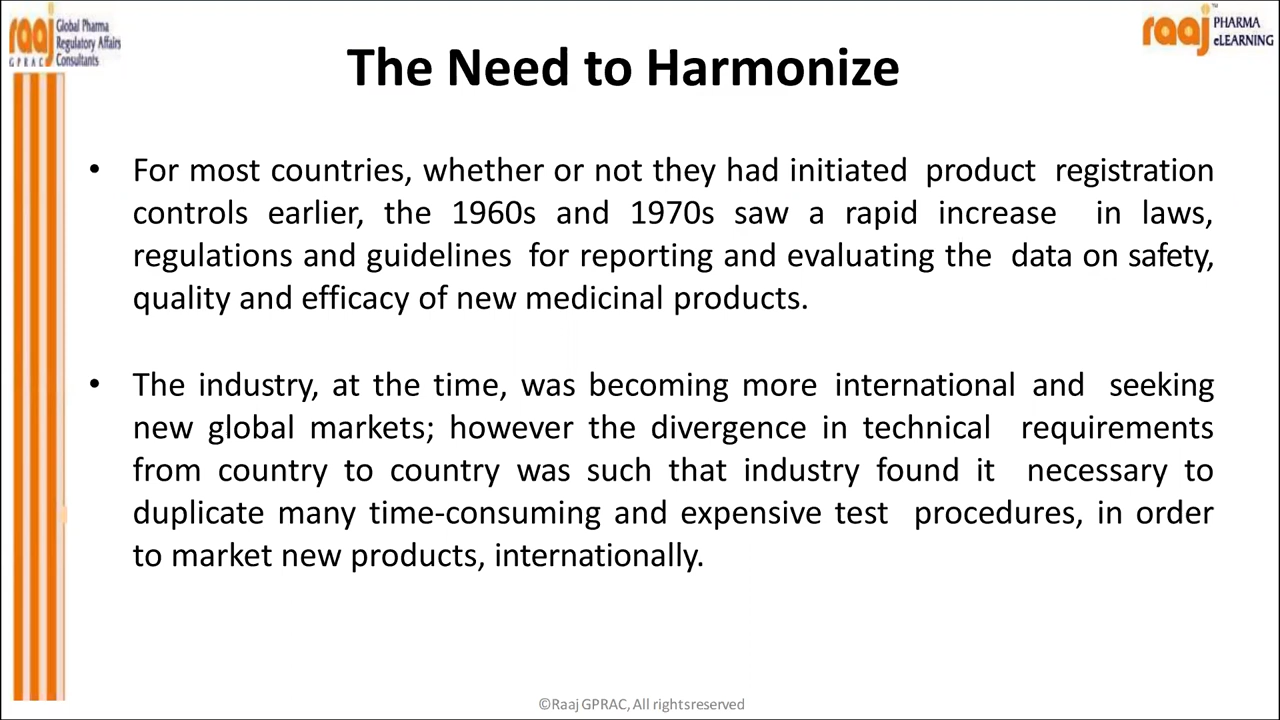 raaj Global Pharma
Regulatory Affairs
GPRAC Consultants
raaj™ PHARMA
eLEARNING
The Need to Harmonize
• For most countries, whether or not they had initiated product registration
controls earlier, the 1960s and 1970s saw a rapid increase in laws,
regulations and guidelines for reporting and evaluating the data on safety,
quality and efficacy of new medicinal products.
• The industry, at the time, was becoming more international and seeking
new global markets; however the divergence in technical requirements
from country to country was such that industry found it necessary to
duplicate many time-consuming and expensive test procedures, in order
to market new products, internationally.
©Raaj GPRAC, All rightsreserved